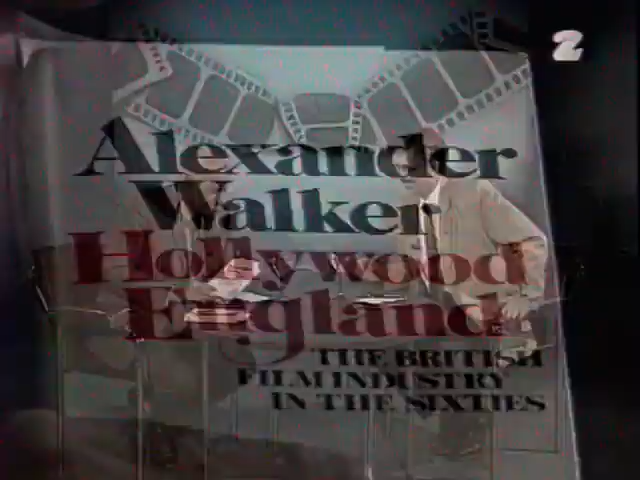 2
Alexander
Walker
Hollywood
England
THE BRITISH
FILM INDUSTRY
IN THE SIXTIES